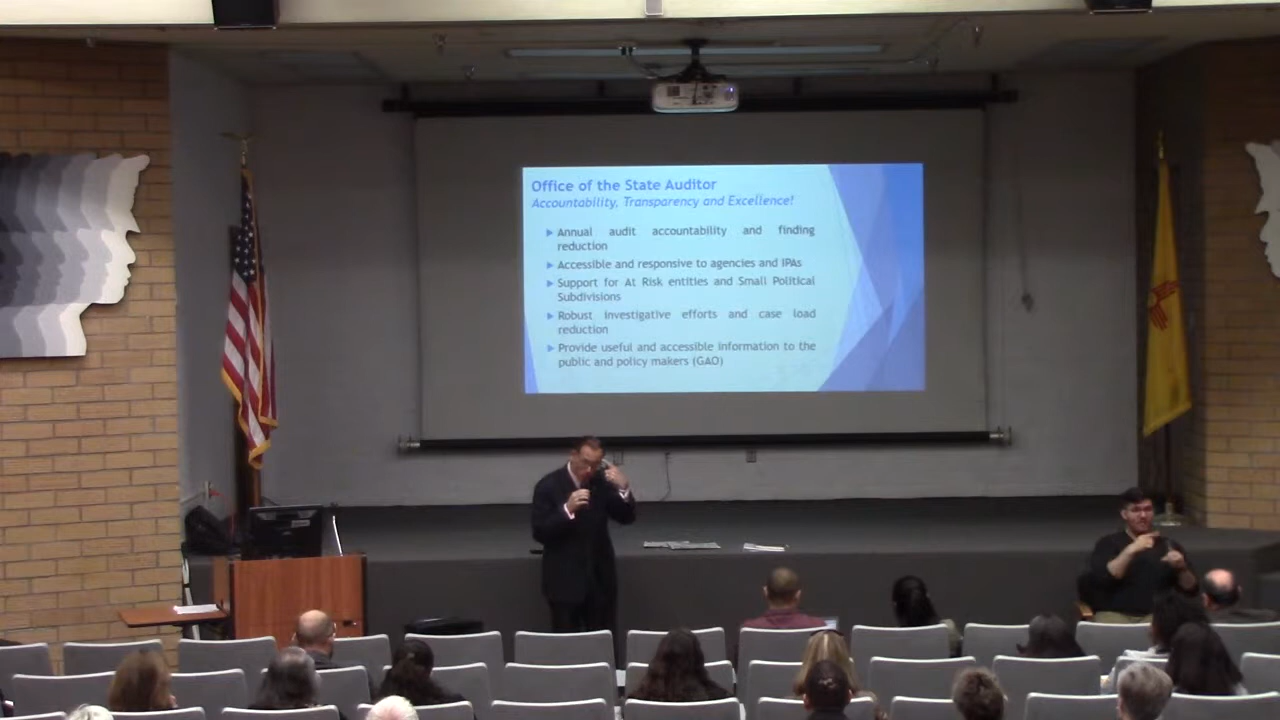 Office of the State Auditor
Accountability, Transparency and Excellence!
Annual audit accountability and finding
reduction
Accessible and responsive to agencies and IPAs
Support for At Risk entities and Small Political
Subdivisions
Robust investigative efforts and case load
reduction
Provide useful and accessible information to the
public and policy makers (GAO)